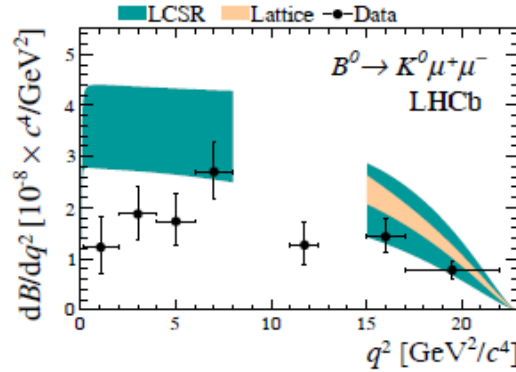 LCSR Lattice Data
B⁰→ K⁰μ⁺μ⁻
LHCb
dB/dq² [10⁻⁸ × c⁴/GeV²]
5
4
3
2
1
0
0 5 10 15 20
q² [GeV²/c⁴]